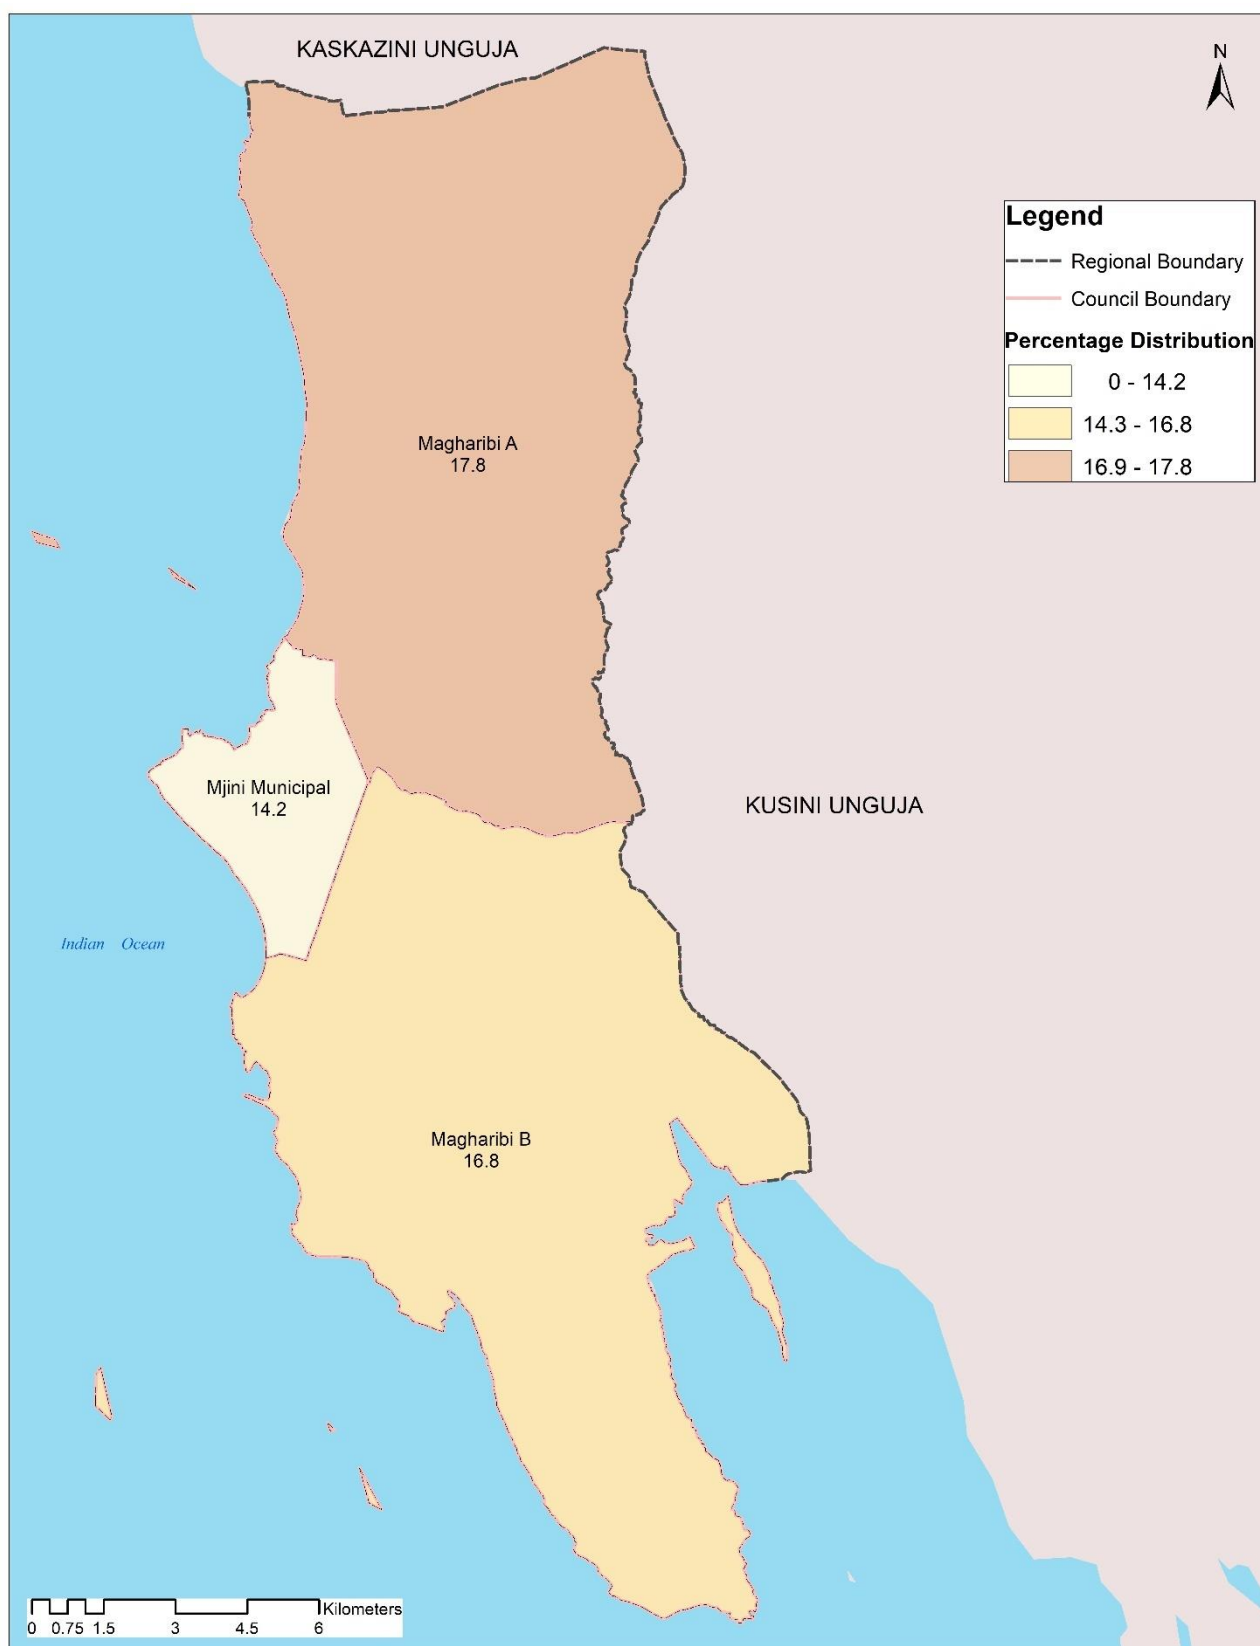 KASKAZINI UNGUJA
N
Legend
Regional Boundary
Council Boundary
Percentage Distribution
0 - 14.2
14.3 - 16.8
16.9 - 17.8
Magharibi A
17.8
Mjini Municipal
14.2
KUSINI UNGUJA
Indian Ocean
Magharibi B
16.8
Kilometers
0 0.75 1.5 3 4.5 6